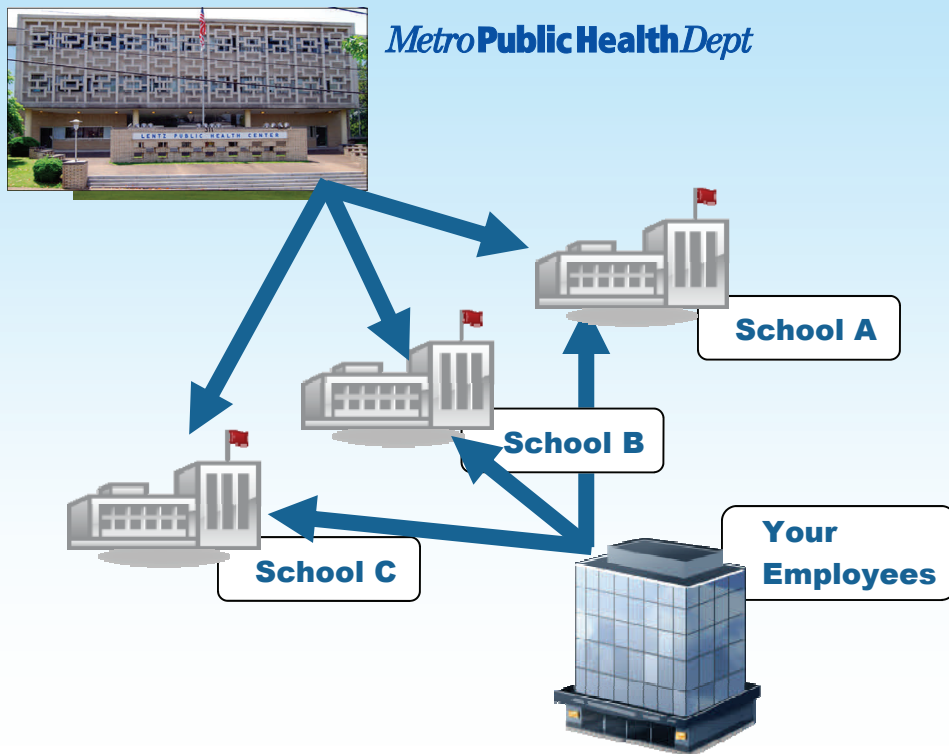 Metro Public Health Dept
LENTZ PUBLIC HEALTH CENTER
School A
School B
School C
Your
Employees